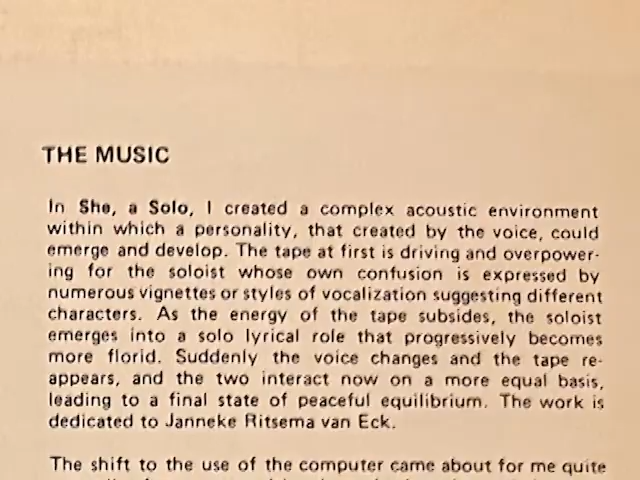 THE MUSIC
In She, a Solo, I created a complex acoustic environment
within which a personality, that created by the voice, could
emerge and develop. The tape at first is driving and overpower-
ing for the soloist whose own confusion is expressed by
numerous vignettes or styles of vocalization suggesting different
characters. As the energy of the tape subsides, the soloist
emerges into a solo lyrical role that progressively becomes
more florid. Suddenly the voice changes and the tape re-
appears, and the two interact now on a more equal basis,
leading to a final state of peaceful equilibrium. The work is
dedicated to Janneke Ritsema van Eck.
The shift to the use of the computer came about for me quite